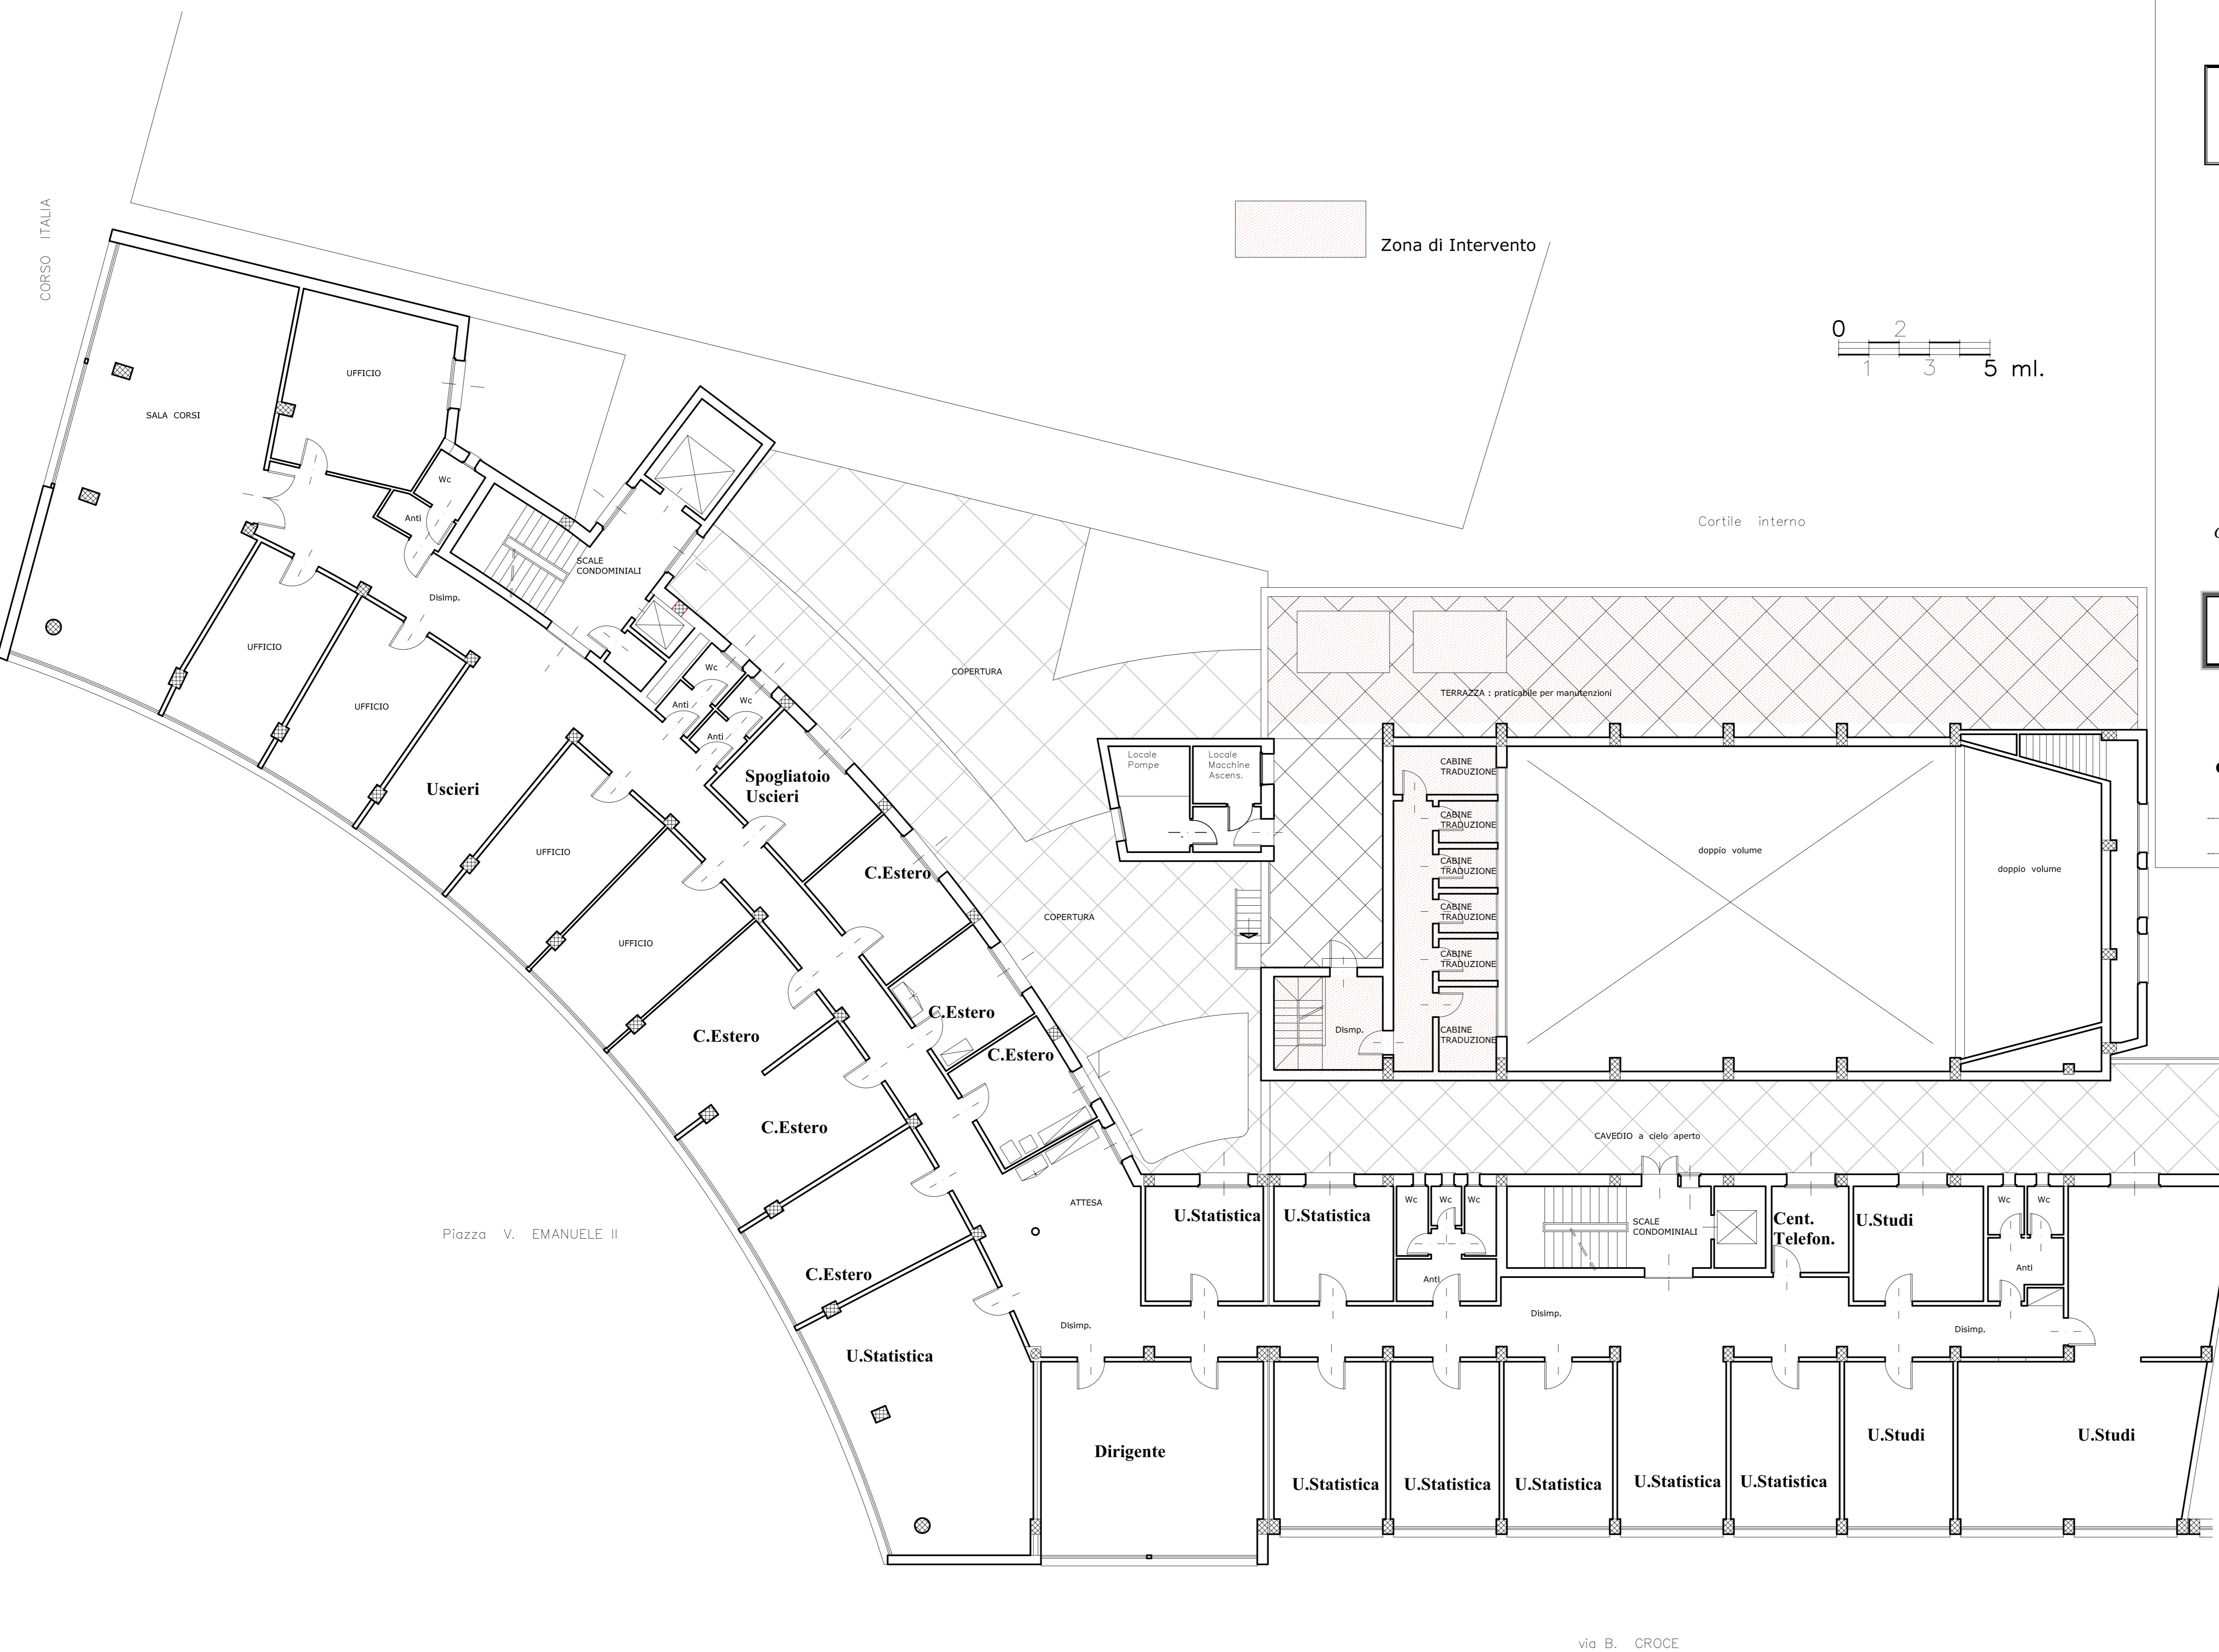 CORSO ITALIA
Zona di Intervento
0 2
1 3 5 ml.
UFFICIO
SALA CORSI
Wc
Anti
SCALE
CONDOMINIALI
Disimp.
Cortile interno
UFFICIO
UFFICIO
Wc
Wc
Anti
Anti
COPERTURA
TERRAZZA : praticabile per manutenzioni
Uscieri
Spogliatoio
Uscieri
Locale
Pompe
Locale
Macchine
Ascens.
CABINE
TRADUZIONE
CABINE
TRADUZIONE
CABINE
TRADUZIONE
CABINE
TRADUZIONE
CABINE
TRADUZIONE
CABINE
TRADUZIONE
doppio volume
doppio volume
UFFICIO
C.Estero
COPERTURA
UFFICIO
C.Estero
C.Estero
C.Estero
Dismp.
C.Estero
CAVEDIO a cielo aperto
ATTESA
U.Statistica
U.Statistica
Wc
Wc
Wc
SCALE
CONDOMINIALI
Cent.
Telefon.
U.Studi
Wc
Wc
Anti
Anti
Piazza V. EMANUELE II
C.Estero
Disimp.
Disimp.
Disimp.
U.Statistica
Dirigente
U.Statistica
U.Statistica
U.Statistica
U.Statistica
U.Statistica
U.Studi
U.Studi
via B. CROCE